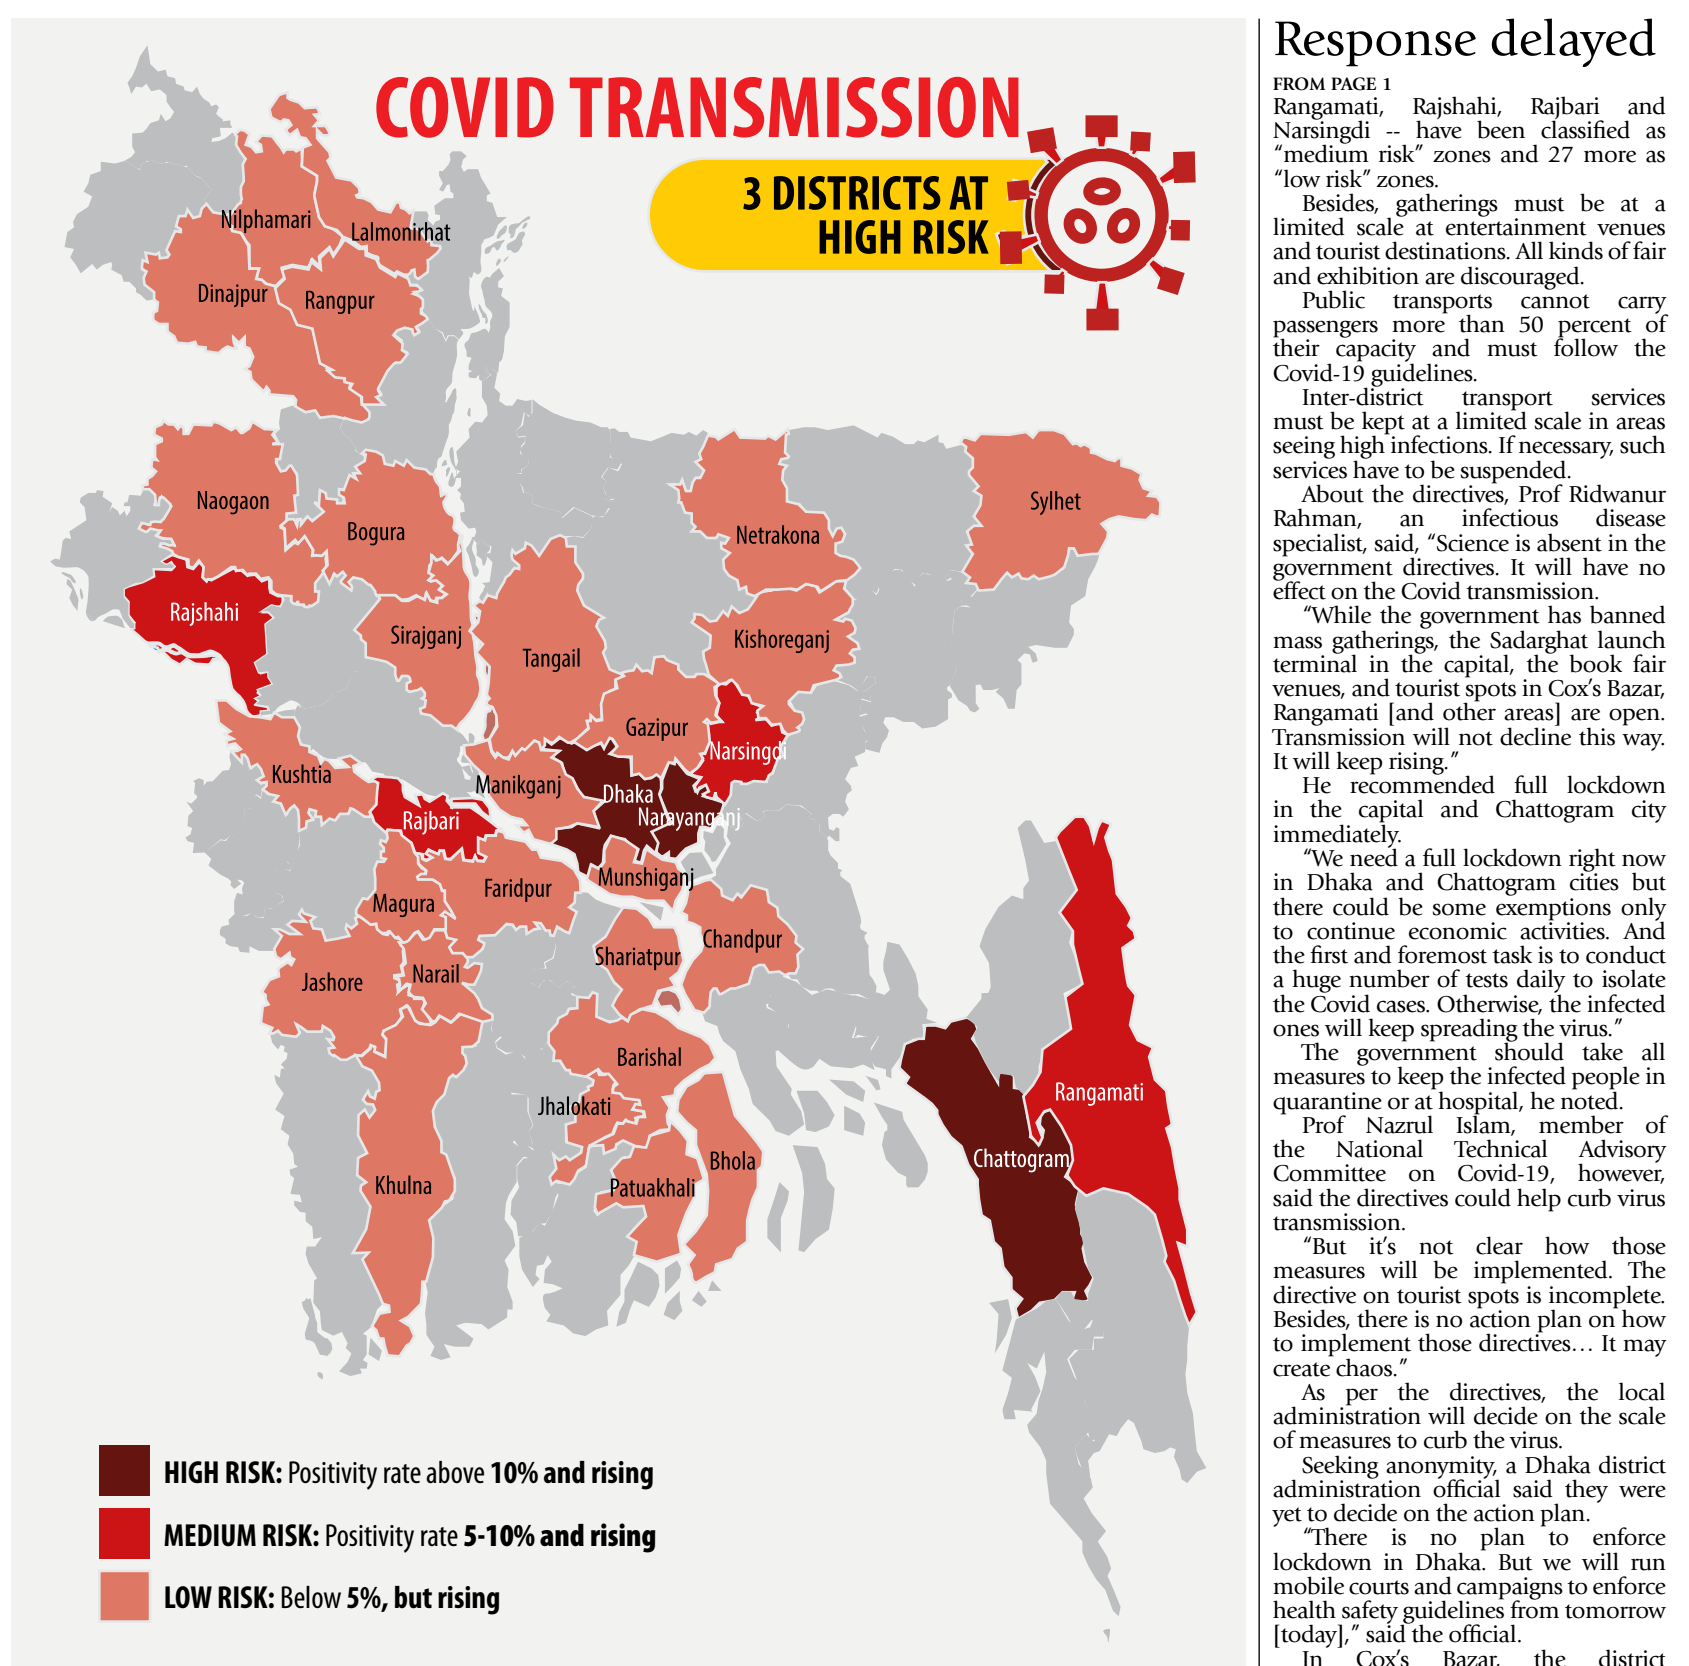 COVID TRANSMISSION
3 DISTRICTS AT
HIGH RISK
Nilphamari
Lalmonirhat
Dinajpur
Rangpur
Naogaon
Bogura
Netrakona
Sylhet
Rajshahi
Sirajganj
Tangail
Kishoreganj
Gazipur
Narsingdi
Kushtia
Manikganj
Dhaka
Narayanganj
Rajbari
Munshiganj
Faridpur
Magura
Chandpur
Shariatpur
Jashore
Narail
Barishal
Jhalokati
Rangamati
Chattogram
Bhola
Khulna
Patuakhali
HIGH RISK: Positivity rate above 10% and rising
MEDIUM RISK: Positivity rate 5-10% and rising
LOW RISK: Below 5%, but rising
Response delayed
FROM PAGE 1
Rangamati, Rajshahi, Rajbari and
Narsingdi -- have been classified as
“medium risk” zones and 27 more as
“low risk” zones.
Besides, gatherings must be at a
limited scale at entertainment venues
and tourist destinations. All kinds of fair
and exhibition are discouraged.
Public transports cannot carry
passengers more than 50 percent of
their capacity and must follow the
Covid-19 guidelines.
Inter-district transport services
must be kept at a limited scale in areas
seeing high infections. If necessary, such
services have to be suspended.
About the directives, Prof Ridwanur
Rahman, an infectious disease
specialist, said, “Science is absent in the
government directives. It will have no
effect on the Covid transmission.
“While the government has banned
mass gatherings, the Sadarghat launch
terminal in the capital, the book fair
venues, and tourist spots in Cox’s Bazar,
Rangamati [and other areas] are open.
Transmission will not decline this way.
It will keep rising.”
He recommended full lockdown
in the capital and Chattogram city
immediately.
“We need a full lockdown right now
in Dhaka and Chattogram cities but
there could be some exemptions only
to continue economic activities. And
the first and foremost task is to conduct
a huge number of tests daily to isolate
the Covid cases. Otherwise, the infected
ones will keep spreading the virus.”
The government should take all
measures to keep the infected people in
quarantine or at hospital, he noted.
Prof Nazrul Islam, member of
the National Technical Advisory
Committee on Covid-19, however,
said the directives could help curb virus
transmission.
“But it’s not clear how those
measures will be implemented. The
directive on tourist spots is incomplete.
Besides, there is no action plan on how
to implement those directives… It may
create chaos.”
As per the directives, the local
administration will decide on the scale
of measures to curb the virus.
Seeking anonymity, a Dhaka district
administration official said they were
yet to decide on the action plan.
“There is no plan to enforce
lockdown in Dhaka. But we will run
mobile courts and campaigns to enforce
health safety guidelines from tomorrow
[today],” said the official.
In Cox’s Bazar, the district